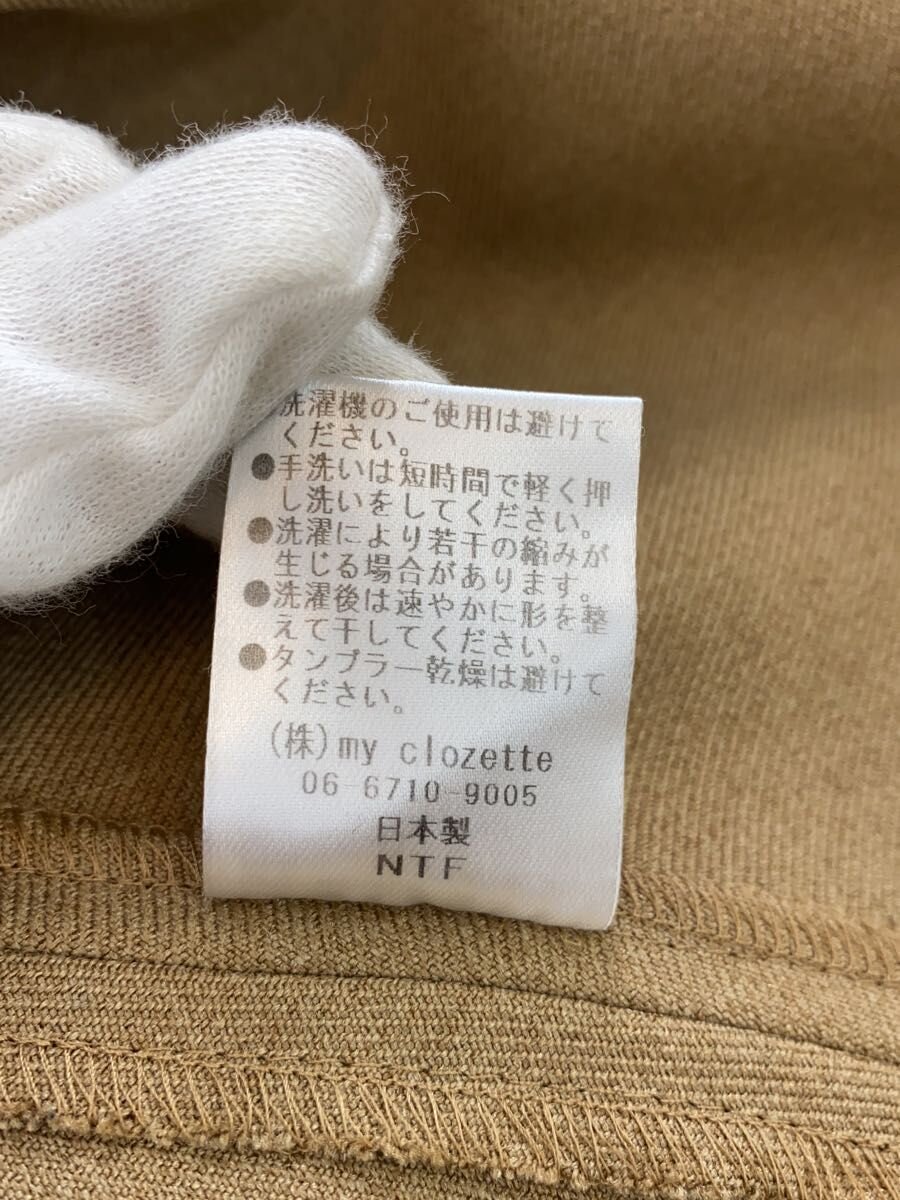 洗濯機のご使用は避けて
ください。
●手洗いは短時間で軽く押
し洗いをしてください。
●洗濯により若干の縮みが
生じる場合があります。
●洗濯後は速やかに形を整
えて干してください。
●タンブラー乾燥は避けて
ください。
(株)my clozette
06-6710-9005
日本製
NTF